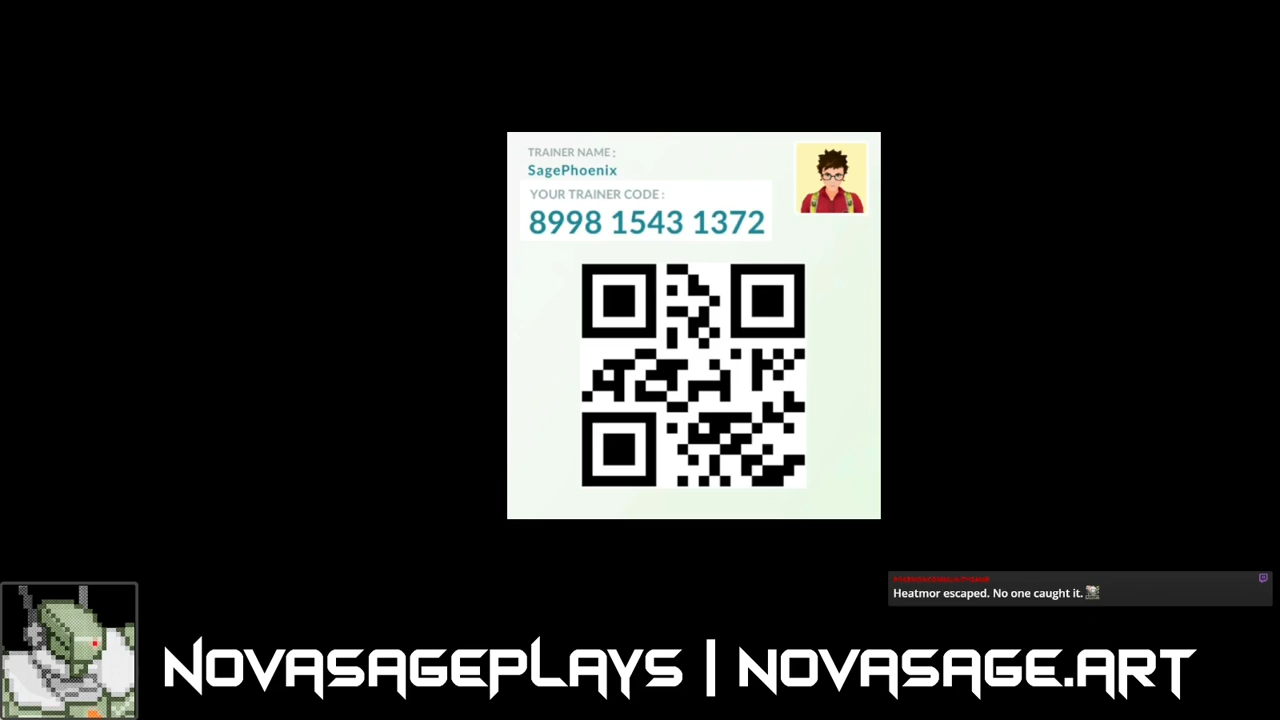 TRAINER NAME :
SagePhoenix
YOUR TRAINER CODE :
8998 1543 1372
Heatmor escaped. No one caught it.
NOVASAGEPLAYS | NOVASAGE.ART